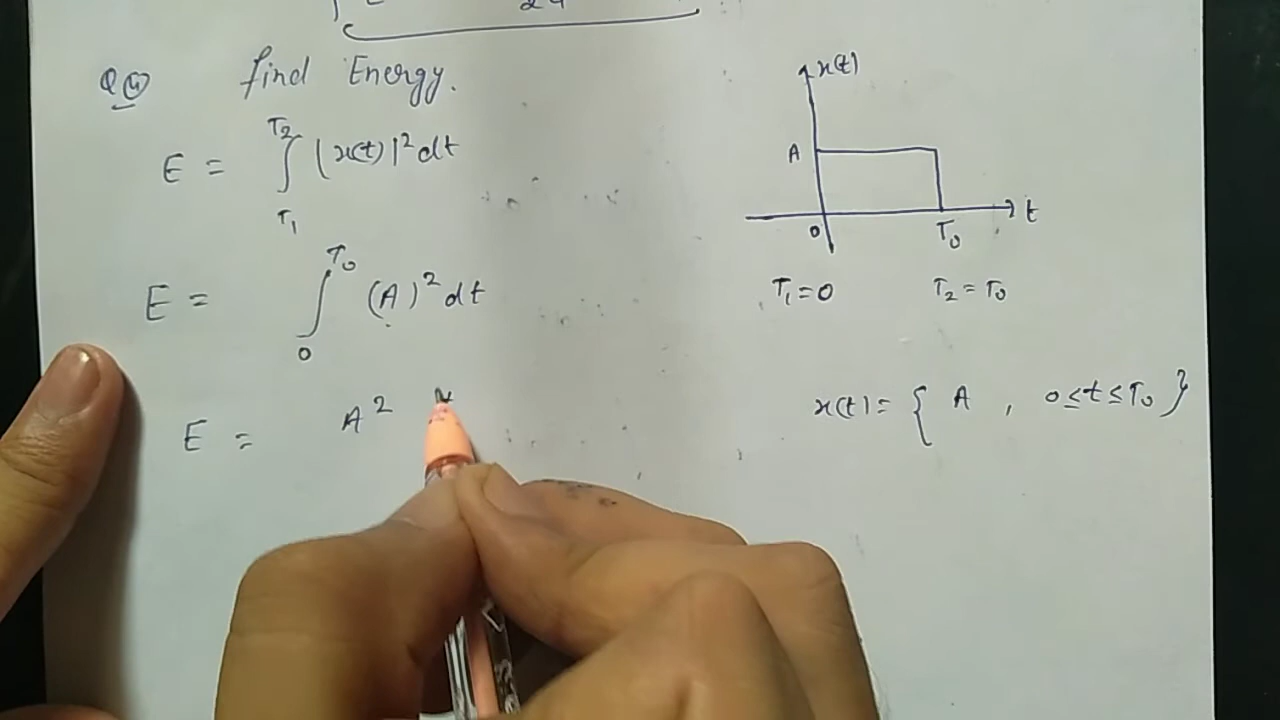 Q④ find Energy.
E = ∫ T₂ T₁ |x(t)|² dt
E = ∫ T₀ 0 (A)² dt
E = A²
x(t)
A
0 T₀ t
T₁=0 T₂=T₀
x(t)= { A , 0≤t≤T₀ }